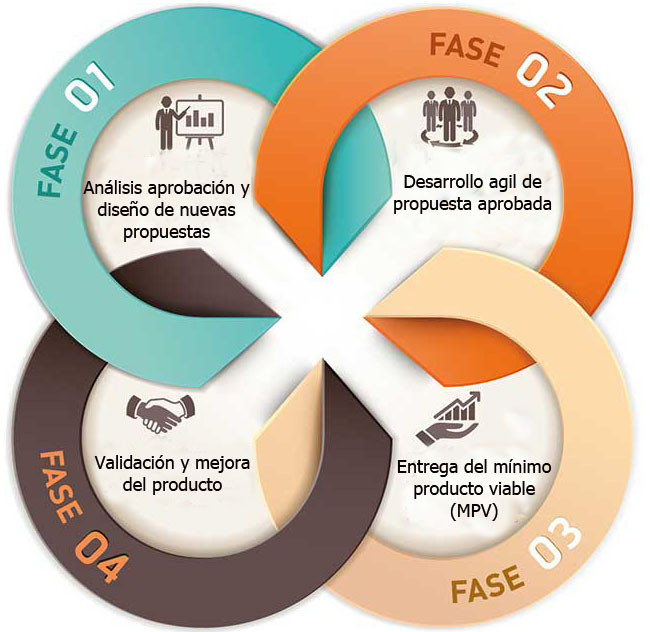 FASE 01
Análisis aprobación y
diseño de nuevas
propuestas
FASE 02
Desarrollo agil de
propuesta aprobada
FASE 03
Entrega del mínimo
producto viable
(MPV)
FASE 04
Validación y mejora
del producto